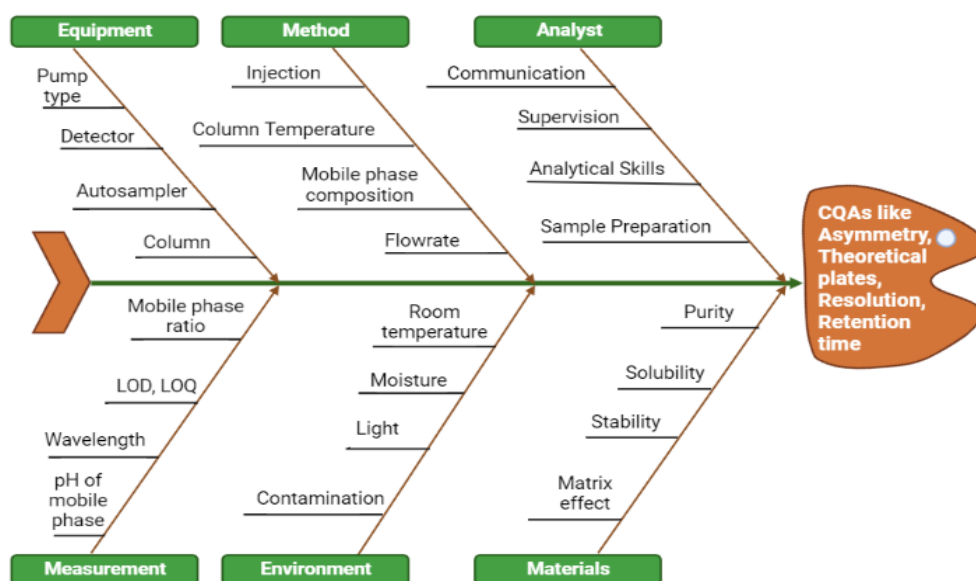 Equipment
Method
Analyst
Pump
type
Detector
Autosampler
Column
Injection
Column Temperature
Mobile phase
composition
Flowrate
Communication
Supervision
Analytical Skills
Sample Preparation
CQAs like
Asymmetry,
Theoretical
plates,
Resolution,
Retention
time
Mobile phase
ratio
LOD, LOQ
Wavelength
pH of
mobile
phase
Room
temperature
Moisture
Light
Contamination
Purity
Solubility
Stability
Matrix
effect
Measurement
Environment
Materials